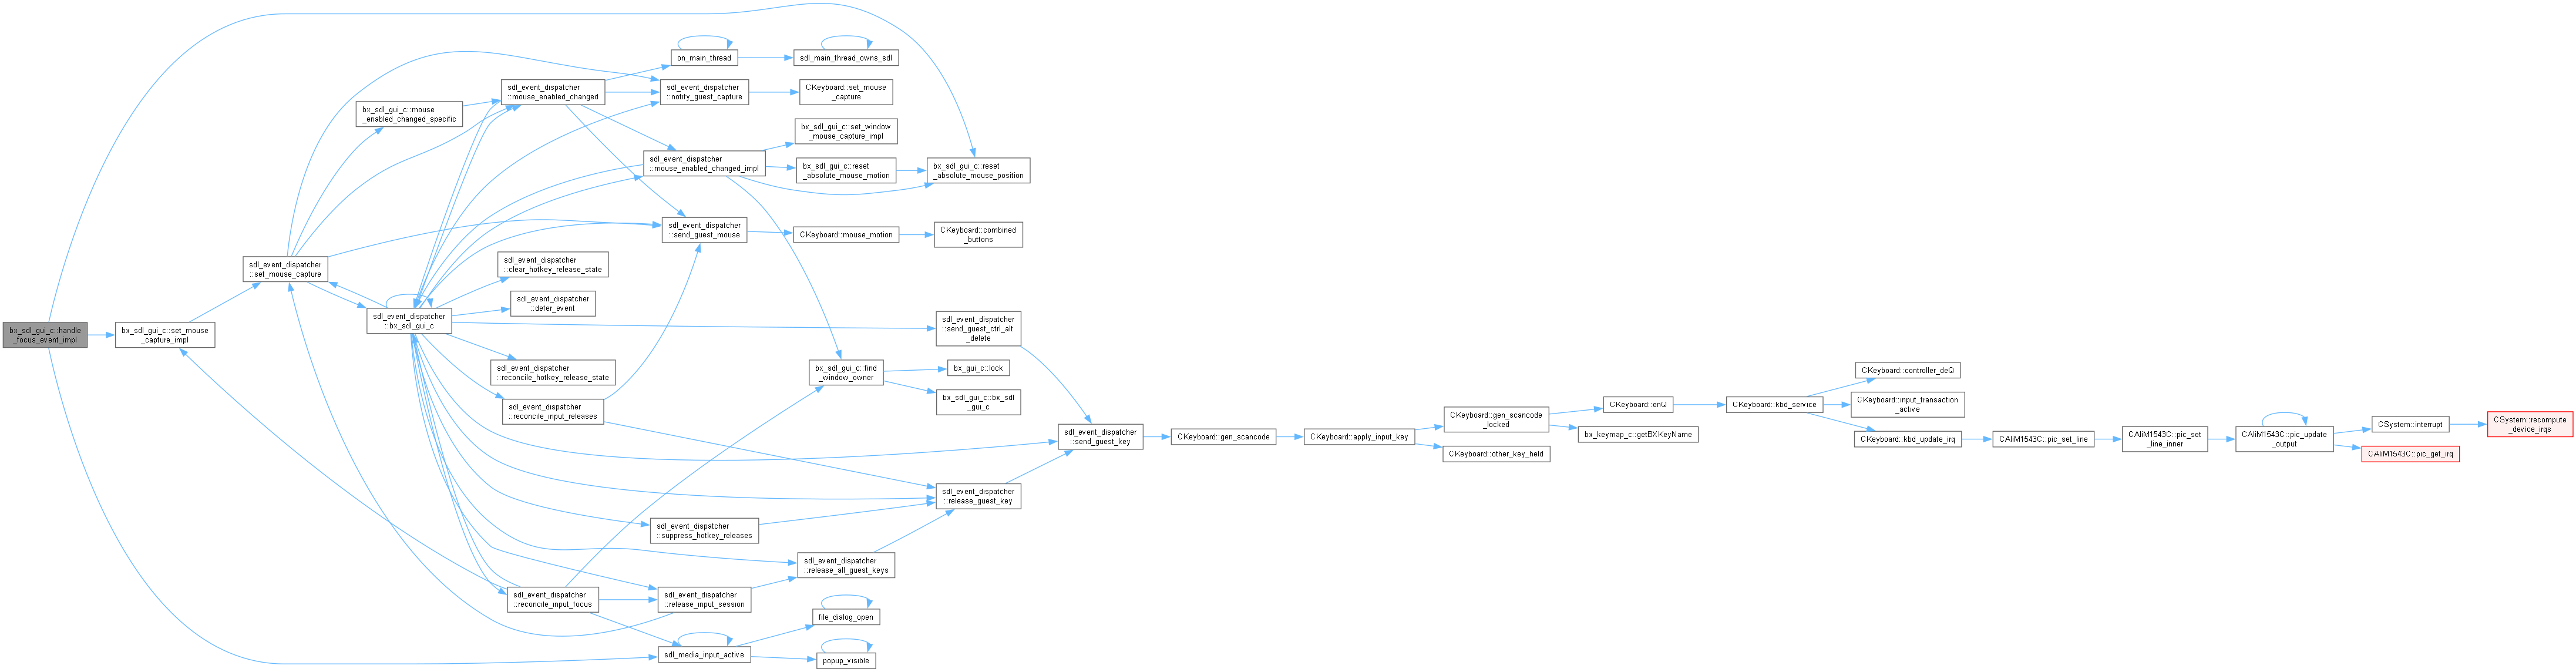 bx_sdl_gui_c::handle
_focus_event_impl
bx_sdl_gui_c::set_mouse
_capture_impl
sdl_event_dispatcher
::set_mouse_capture
bx_sdl_gui_c::mouse
_enabled_changed_specific
sdl_event_dispatcher
::bx_sdl_gui_c
sdl_event_dispatcher
::mouse_enabled_changed
sdl_event_dispatcher
::clear_hotkey_release_state
sdl_event_dispatcher
::defer_event
sdl_event_dispatcher
::reconcile_hotkey_release_state
sdl_event_dispatcher
::reconcile_input_releases
sdl_event_dispatcher
::reconcile_input_focus
on_main_thread
sdl_event_dispatcher
::notify_guest_capture
sdl_event_dispatcher
::mouse_enabled_changed_impl
sdl_event_dispatcher
::send_guest_mouse
sdl_event_dispatcher
::suppress_hotkey_releases
sdl_event_dispatcher
::release_input_session
sdl_media_input_active
sdl_main_thread_owns_sdl
CKeyboard::set_mouse
_capture
bx_sdl_gui_c::set_window
_mouse_capture_impl
bx_sdl_gui_c::reset
_absolute_mouse_motion
CKeyboard::mouse_motion
bx_sdl_gui_c::find
_window_owner
sdl_event_dispatcher
::release_all_guest_keys
file_dialog_open
popup_visible
bx_sdl_gui_c::reset
_absolute_mouse_position
CKeyboard::combined
_buttons
sdl_event_dispatcher
::send_guest_ctrl_alt
_delete
bx_gui_c::lock
bx_sdl_gui_c::bx_sdl
_gui_c
sdl_event_dispatcher
::release_guest_key
sdl_event_dispatcher
::send_guest_key
CKeyboard::gen_scancode
CKeyboard::apply_input_key
CKeyboard::gen_scancode
_locked
CKeyboard::other_key_held
CKeyboard::enQ
bx_keymap_c::getBXKeyName
CKeyboard::kbd_service
CKeyboard::controller_deQ
CKeyboard::input_transaction
_active
CKeyboard::kbd_update_irq
CAliM1543C::pic_set_line
CAliM1543C::pic_set
_line_inner
CAliM1543C::pic_update
_output
CSystem::interrupt
CAliM1543C::pic_get_irq
CSystem::recompute
_device_irqs